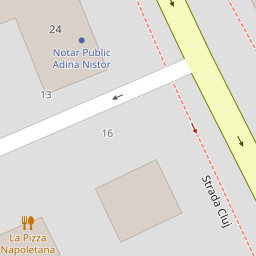 24
Notar Public
Adina Nistor
13
16
Strada Cluj
La Pizza
Napoletana